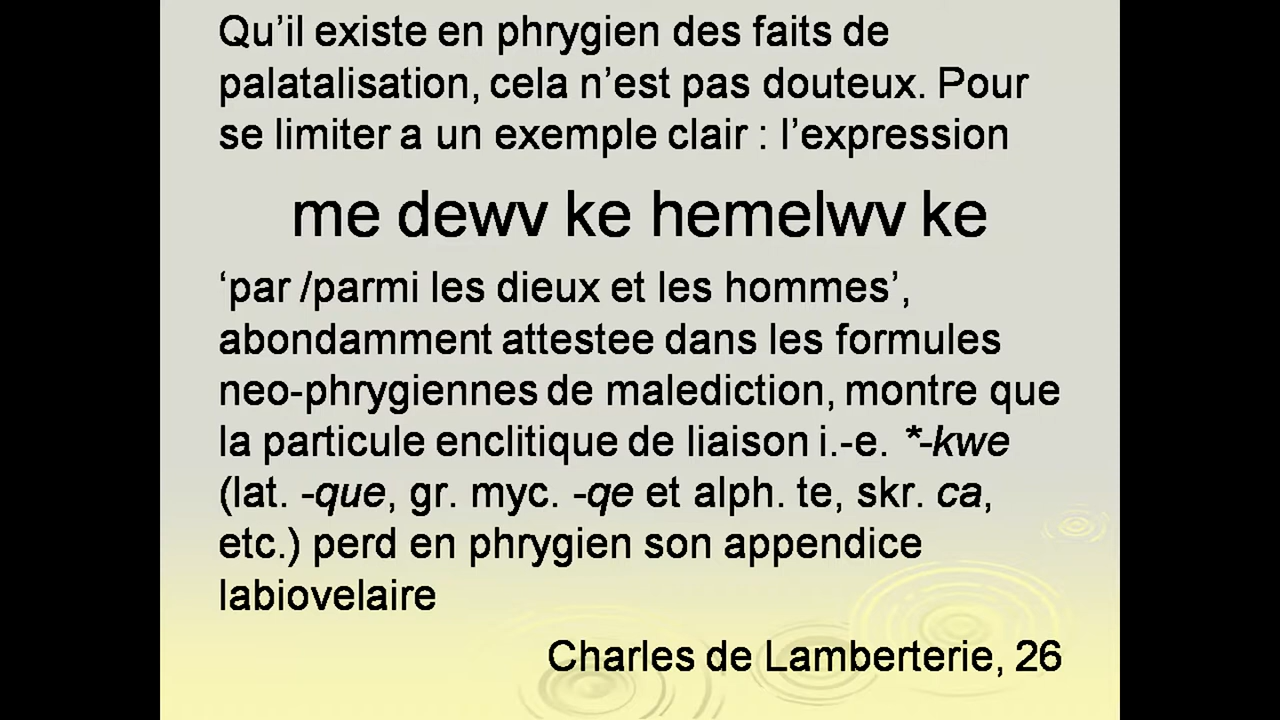 Qu’il existe en phrygien des faits de
palatalisation, cela n’est pas douteux. Pour
se limiter a un exemple clair : l’expression
me dewv ke hemelwv ke
‘par /parmi les dieux et les hommes’,
abondamment attestee dans les formules
neo-phrygiennes de malediction, montre que
la particule enclitique de liaison i.-e. *-kwe
(lat. -que, gr. myc. -qe et alph. te, skr. ca,
etc.) perd en phrygien son appendice
labiovelaire
Charles de Lamberterie, 26